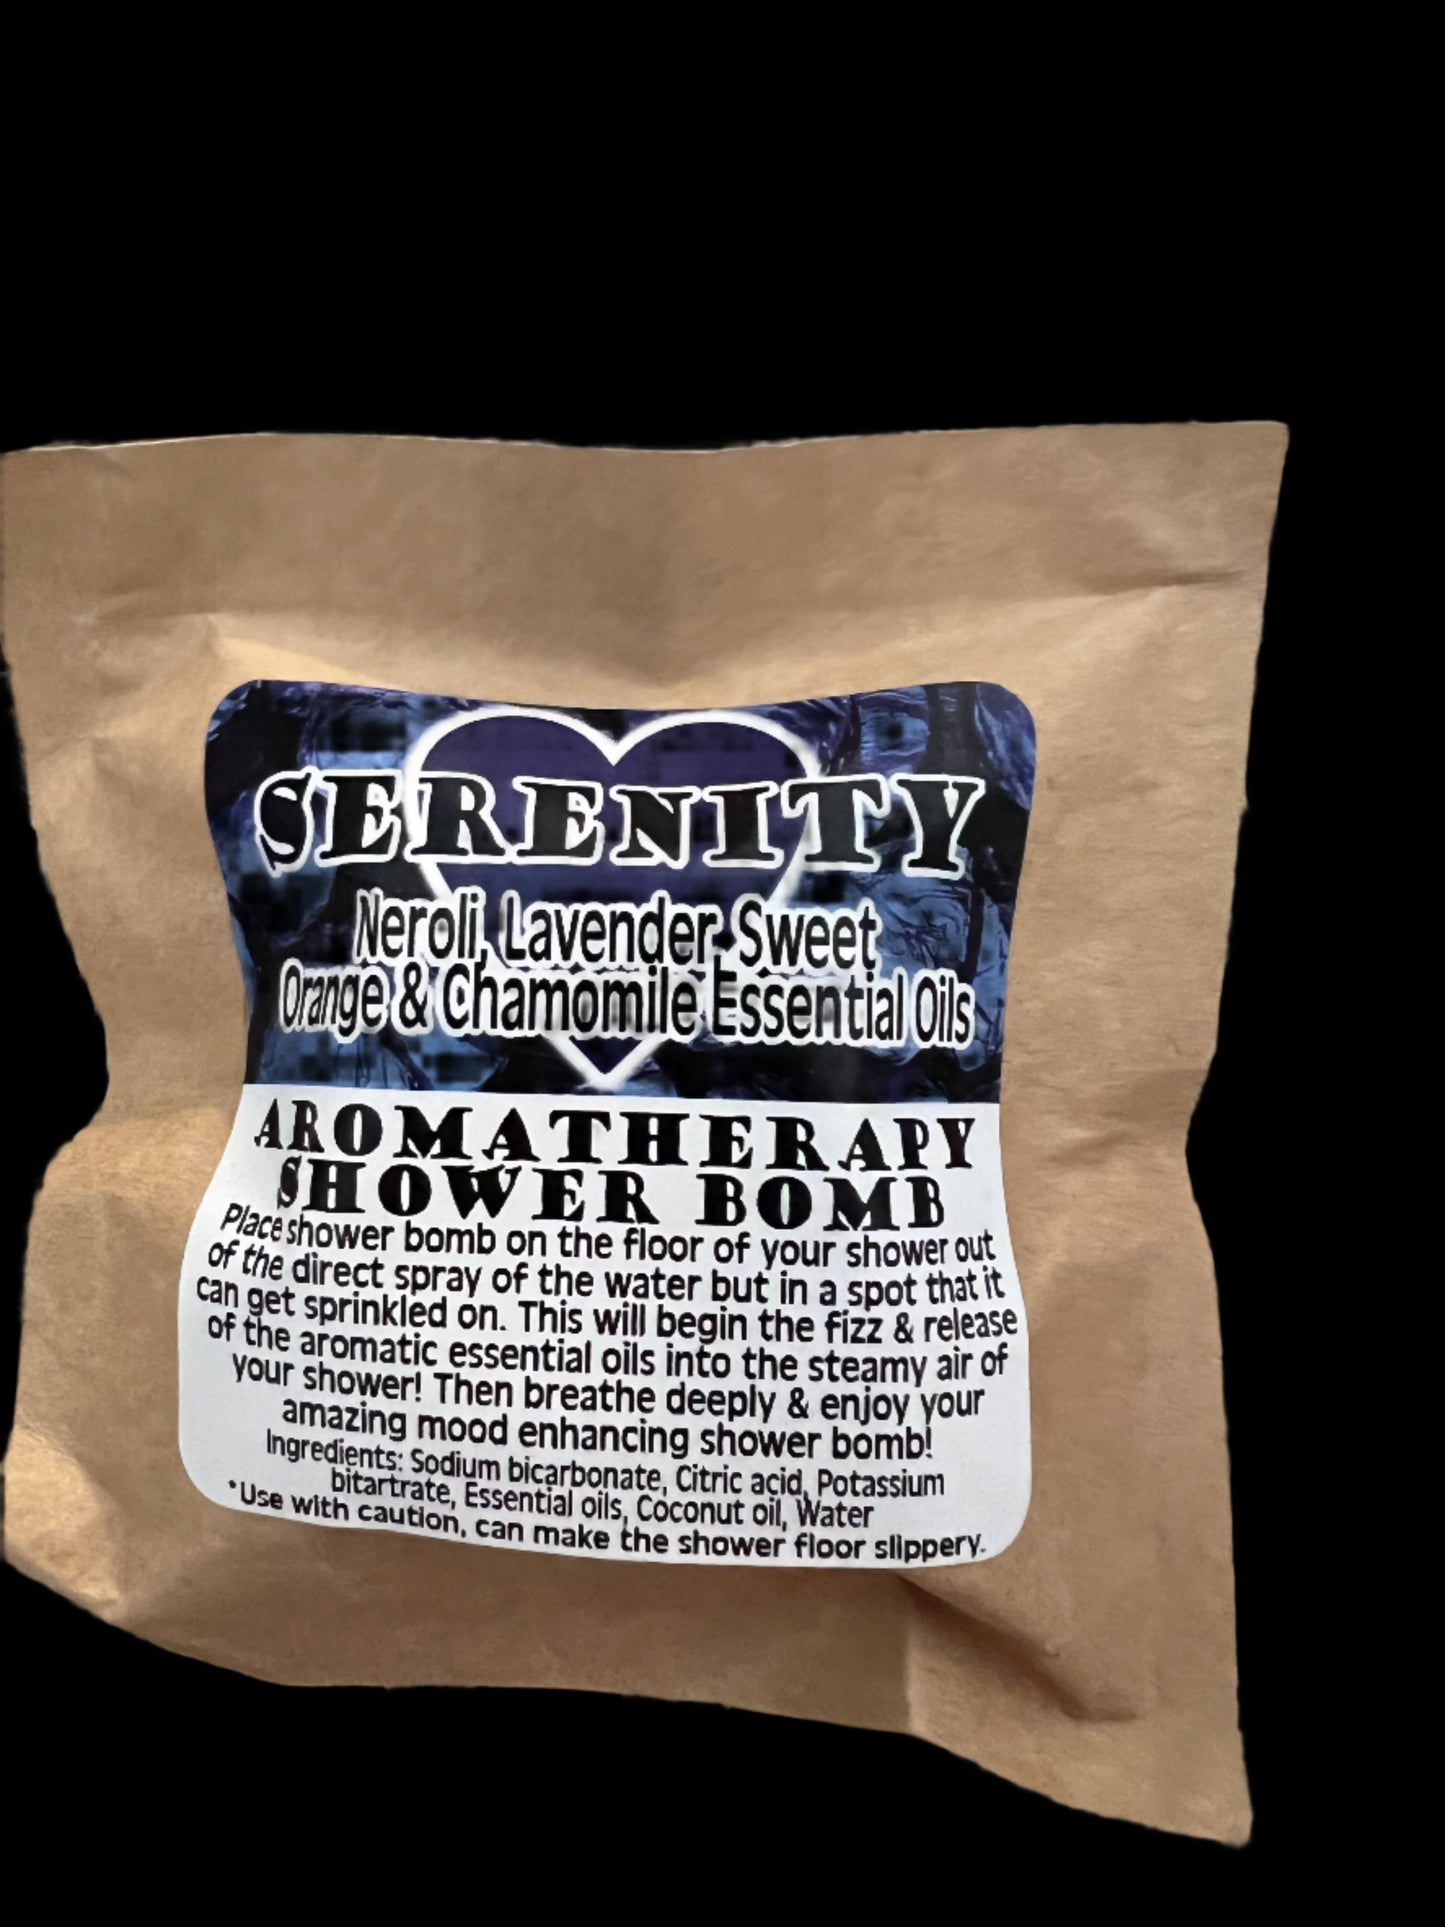 SERENITY
Neroli, Lavender, Sweet
Orange & Chamomile Essential Oils
AROMATHERAPY
SHOWER BOMB
Place shower bomb on the floor of your shower out
of the direct spray of the water but in a spot that it
can get sprinkled on. This will begin the fizz & release
of the aromatic essential oils into the steamy air of
your shower! Then breathe deeply & enjoy your
amazing mood enhancing shower bomb!
Ingredients: Sodium bicarbonate, Citric acid, Potassium
bitartrate, Essential oils, Coconut oil, Water
*Use with caution, can make the shower floor slippery.